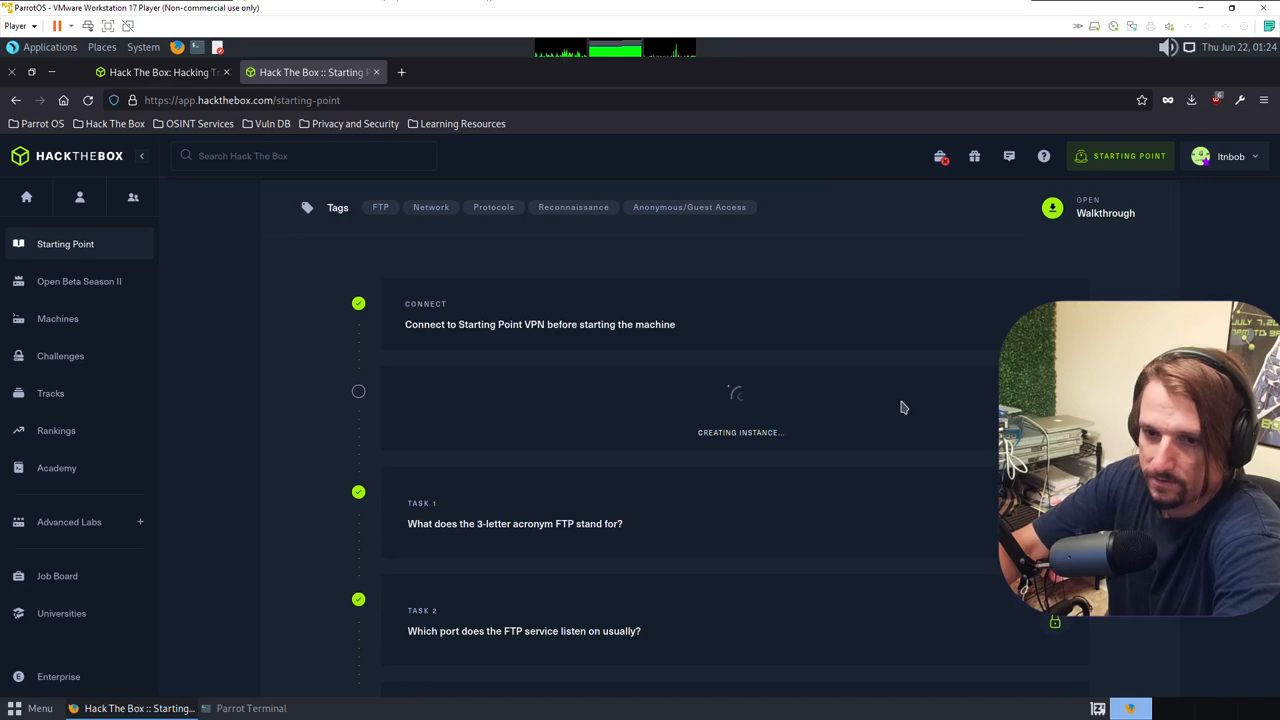 ParrotOS - VMware Workstation 17 Player (Non-commercial use only)
Player
Applications Places System
Thu Jun 22, 01:24
Hack The Box: Hacking Tr
Hack The Box :: Starting P
https://app.hackthebox.com/starting-point
Parrot OS Hack The Box OSINT Services Vuln DB Privacy and Security Learning Resources
HACKTHEBOX
Search Hack The Box
STARTING POINT
ltnbob
Tags FTP Network Protocols Reconnaissance Anonymous/Guest Access
OPEN
Walkthrough
Starting Point
Open Beta Season II
Machines
Challenges
Tracks
Rankings
Academy
Advanced Labs +
Job Board
Universities
Enterprise
CONNECT
Connect to Starting Point VPN before starting the machine
CREATING INSTANCE...
TASK 1
What does the 3-letter acronym FTP stand for?
TASK 2
Which port does the FTP service listen on usually?
JULY 7, 20
Menu
Hack The Box :: Starting...
Parrot Terminal